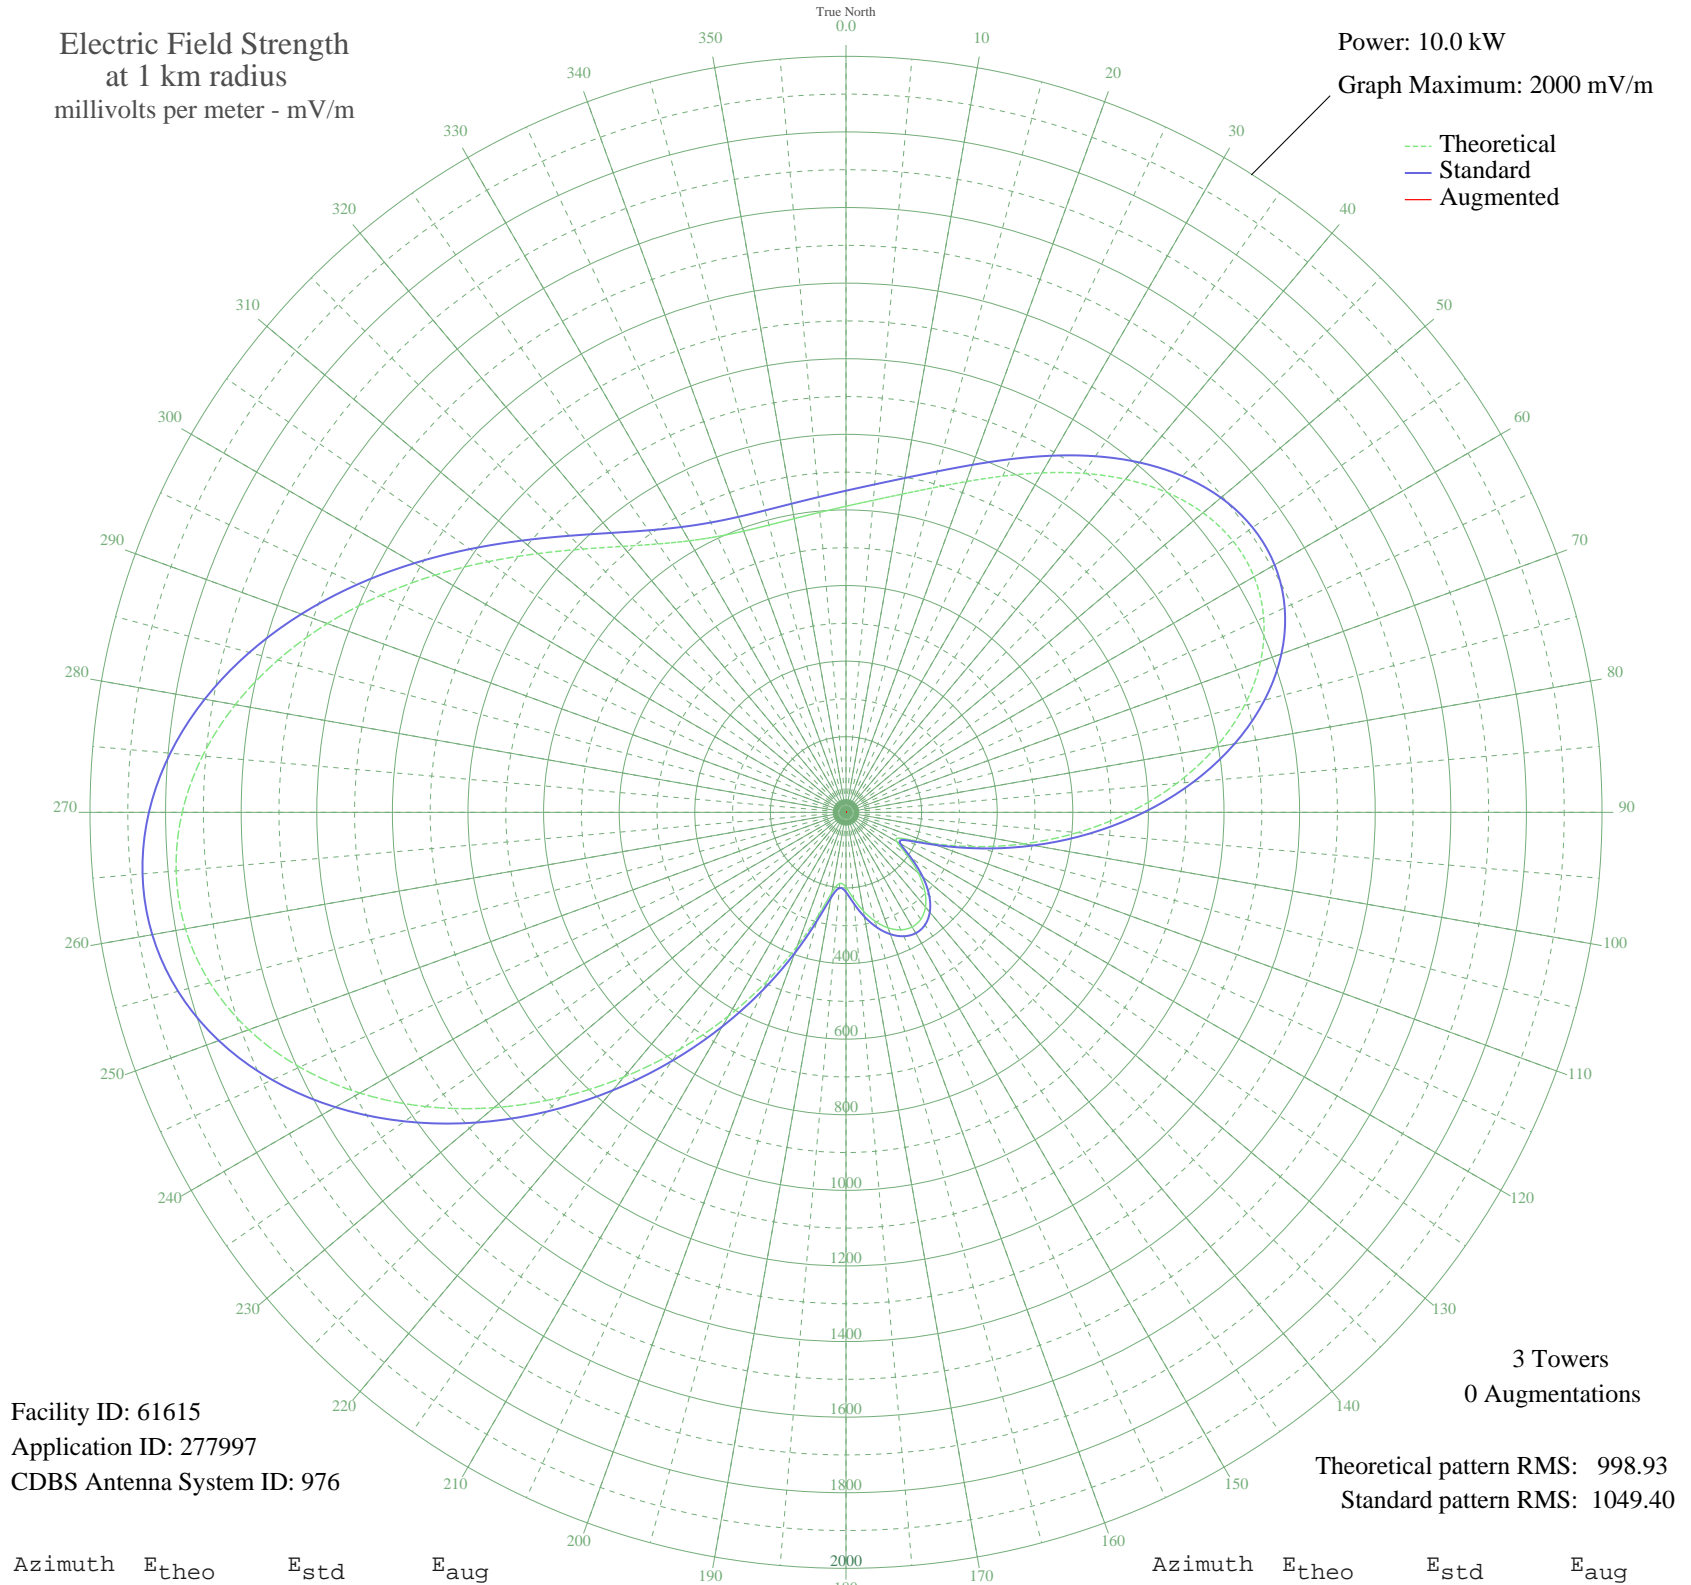 True North
0.0
Electric Field Strength
at 1 km radius
millivolts per meter - mV/m
Power: 10.0 kW
Graph Maximum: 2000 mV/m
Theoretical
Standard
Augmented
10
20
30
40
50
60
70
80
90
100
110
120
130
140
150
160
170
190
200
210
220
230
240
250
260
270
280
290
300
310
320
330
340
350
400
600
800
1000
1200
1400
1600
1800
2000
3 Towers
0 Augmentations
Facility ID: 61615
Application ID: 277997
CDBS Antenna System ID: 976
Theoretical pattern RMS: 998.93
Standard pattern RMS: 1049.40
Azimuth Etheo Estd Eaug Azimuth Etheo Estd Eaug